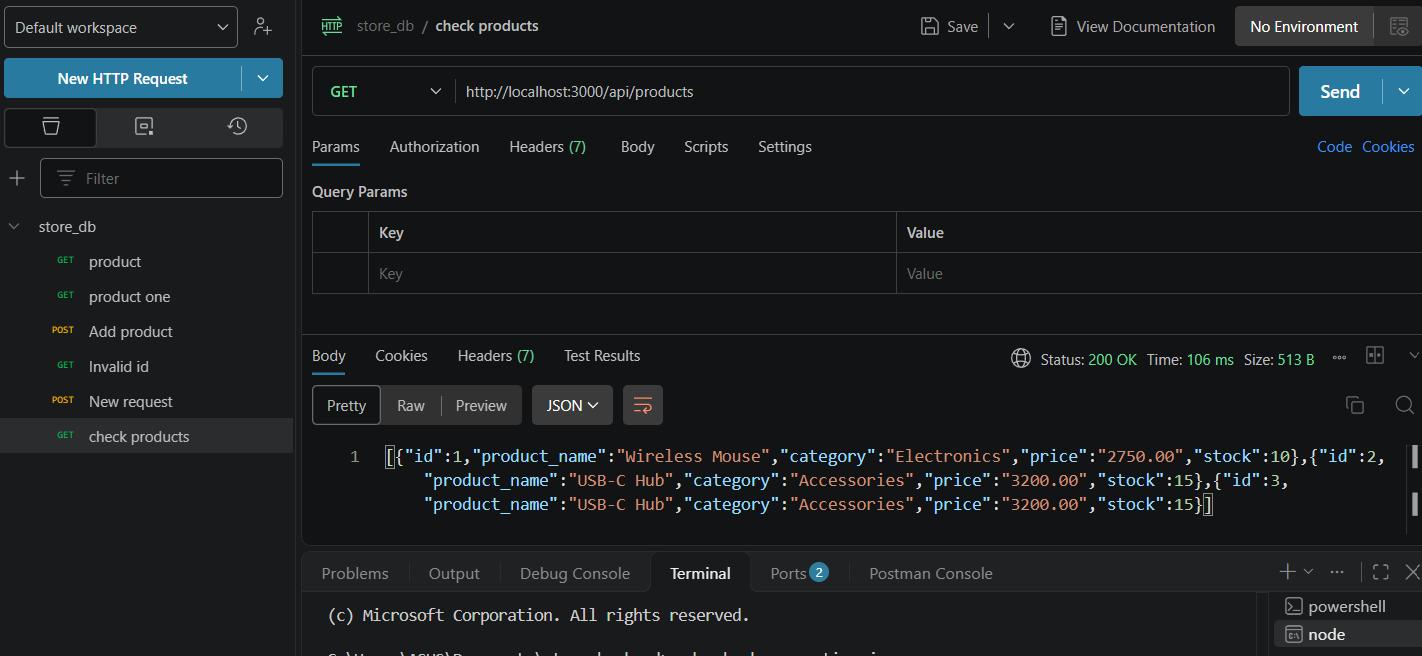 Default workspace
New HTTP Request
Filter
store_db
GET product
GET product one
POST Add product
GET Invalid id
POST New request
GET check products
HTTP store_db / check products
Save
View Documentation
No Environment
GET http://localhost:3000/api/products
Send
Params Authorization Headers (7) Body Scripts Settings
Code Cookies
Query Params
Key Value
Key Value
Body Cookies Headers (7) Test Results
Status: 200 OK Time: 106 ms Size: 513 B
Pretty Raw Preview JSON
1 [{"id":1,"product_name":"Wireless Mouse","category":"Electronics","price":"2750.00","stock":10},{"id":2,
"product_name":"USB-C Hub","category":"Accessories","price":"3200.00","stock":15},{"id":3,
"product_name":"USB-C Hub","category":"Accessories","price":"3200.00","stock":15}]
Problems Output Debug Console Terminal Ports 2 Postman Console
(c) Microsoft Corporation. All rights reserved.
powershell
node